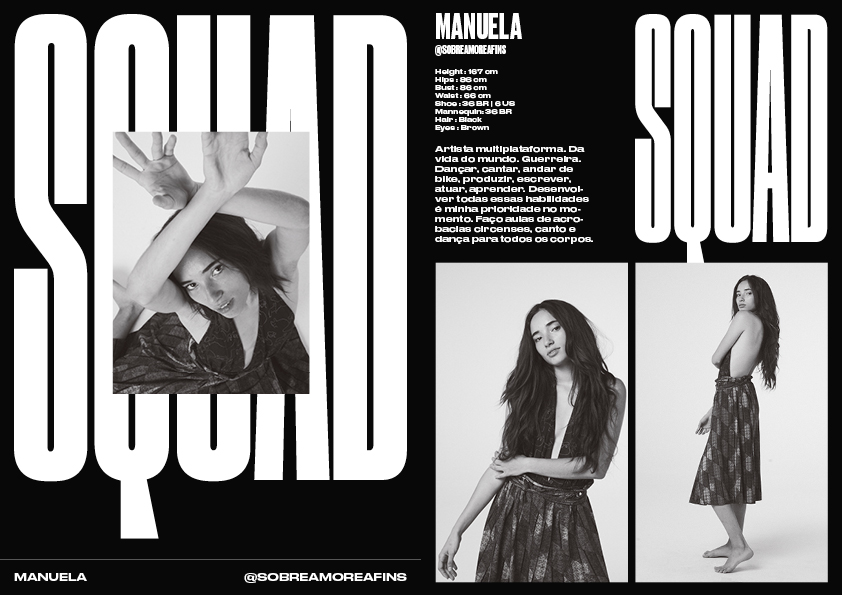 SQUAD
MANUELA
@SOBREAMOREAFINS
MANUELA
@SOBREAMOREAFINS
Height : 167 cm
Hips : 86 cm
Bust : 86 cm
Waist : 66 cm
Shoe : 36 BR | 6 US
Mannequin: 36 BR
Hair : Black
Eyes : Brown
Artista multiplataforma. Da
vida do mundo. Guerreira.
Dançar, cantar, andar de
bike, produzir, escrever,
atuar, aprender. Desenvol-
ver todas essas habilidades
é minha prioridade no mo-
mento. Faço aulas de acro-
bacias circenses, canto e
dança para todos os corpos.
SQUAD